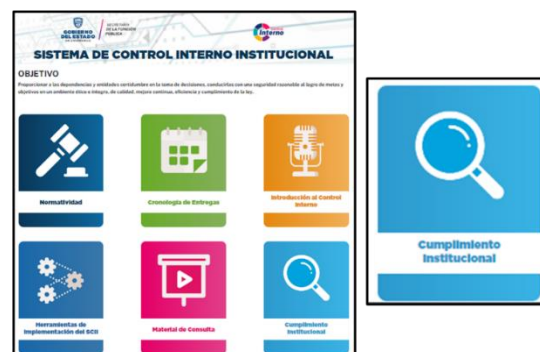 GOBIERNO
DEL ESTADO
SECRETARÍA
DE LA FUNCIÓN
PÚBLICA
Interno
SISTEMA DE CONTROL INTERNO INSTITUCIONAL
OBJETIVO
Proporcionar a las dependencias y entidades certidumbre en la toma de decisiones, conducirlas con una seguridad razonable al logro de metas y
objetivos en un ambiente ético e íntegro, de calidad, mejora continua, eficiencia y cumplimiento de la ley.
Normatividad
Cronología de Entregas
Introducción al Control
Interno
Herramientas de
Implementación del SCII
Material de Consulta
Cumplimiento
Institucional
Cumplimiento
Institucional